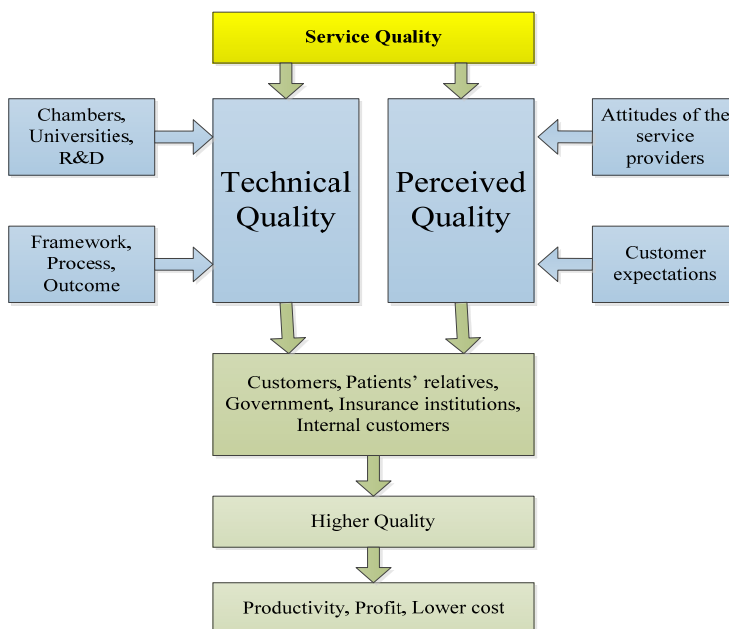 Service Quality
Chambers,
Universities,
R&D
Technical
Quality
Perceived
Quality
Attitudes of the
service
providers
Framework,
Process,
Outcome
Customer
expectations
Customers, Patients’ relatives,
Government, Insurance institutions,
Internal customers
Higher Quality
Productivity, Profit, Lower cost